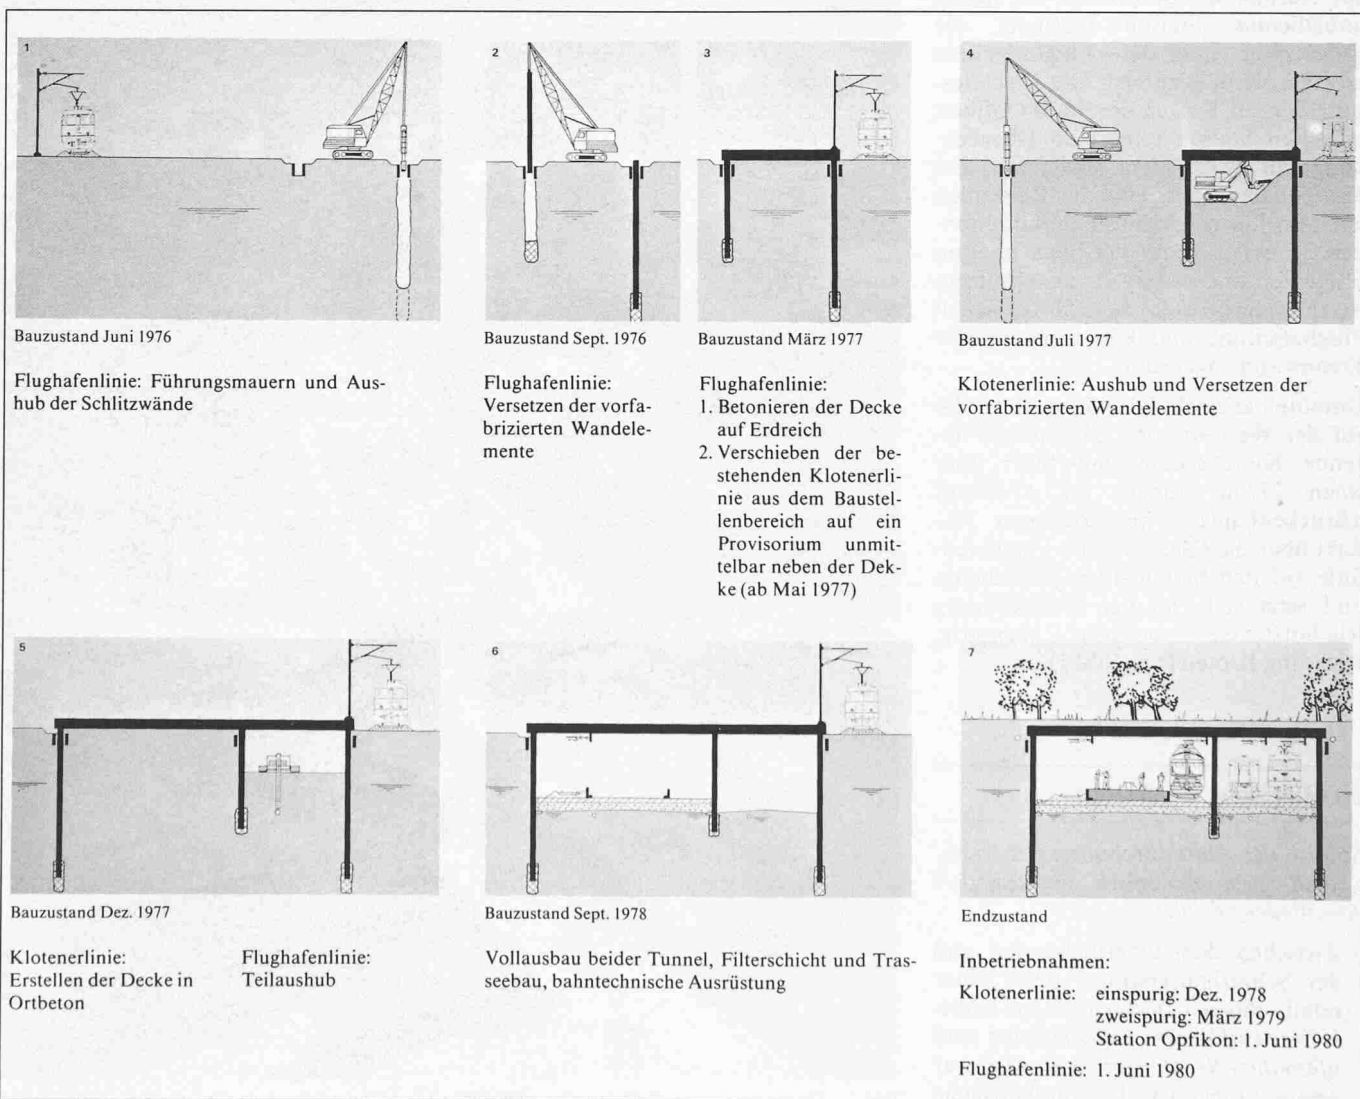 1
Bauzustand Juni 1976
Flughafenlinie: Führungsmauern und Aus-
hub der Schlitzwände
2
Bauzustand Sept. 1976
Flughafenlinie:
Versetzen der vorfa-
brizierten Wandele-
mente
3
Bauzustand März 1977
Flughafenlinie:
1. Betonieren der Decke
auf Erdreich
2. Verschieben der be-
stehenden Klotenerli-
nie aus dem Baustel-
lenbereich auf ein
Provisorium unmit-
telbar neben der Dek-
ke (ab Mai 1977)
4
Bauzustand Juli 1977
Klotenerlinie: Aushub und Versetzen der
vorfabrizierten Wandelemente
5
Bauzustand Dez. 1977
Klotenerlinie:
Erstellen der Decke in
Ortbeton
Flughafenlinie:
Teilaushub
6
Bauzustand Sept. 1978
Vollausbau beider Tunnel, Filterschicht und Tras-
seebau, bahntechnische Ausrüstung
7
Endzustand
Inbetriebnahmen:
Klotenerlinie: einspurig: Dez. 1978
zweispurig: März 1979
Station Opfikon: 1. Juni 1980
Flughafenlinie: 1. Juni 1980